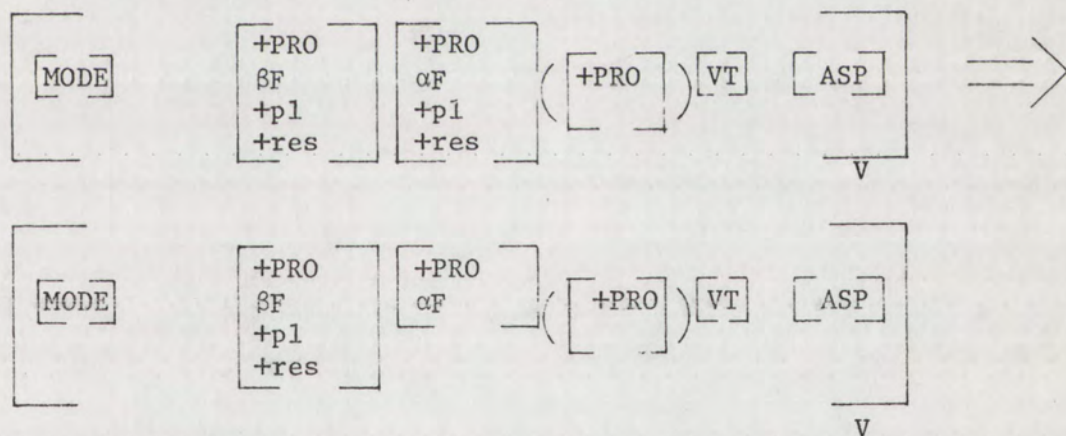 +PRO +PRO
[MODE] βF αF ( [+PRO] ) [VT] [ASP] ⟹
+pl +pl
+res +res
V
+PRO +PRO
[MODE] βF αF ( [+PRO] ) [VT] [ASP]
+pl
+res
V